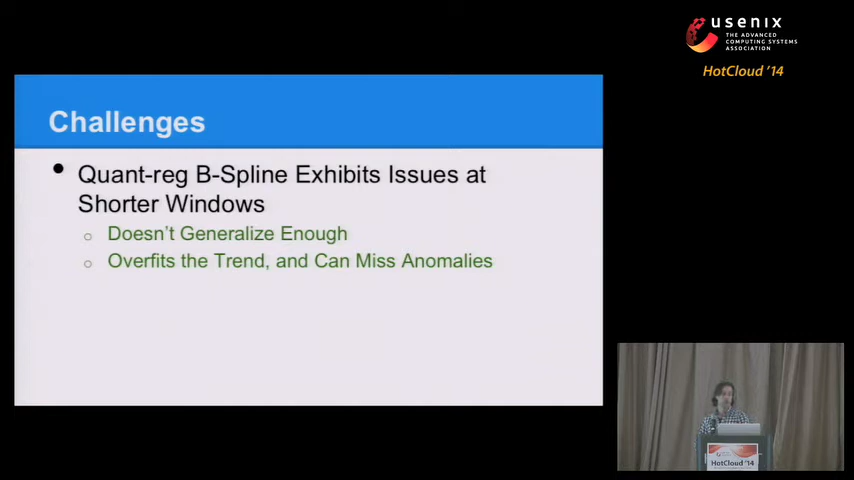 usenix
THE ADVANCED
COMPUTING SYSTEMS
ASSOCIATION
HotCloud '14
Challenges
• Quant-reg B-Spline Exhibits Issues at
Shorter Windows
○ Doesn't Generalize Enough
○ Overfits the Trend, and Can Miss Anomalies
HotCloud '14